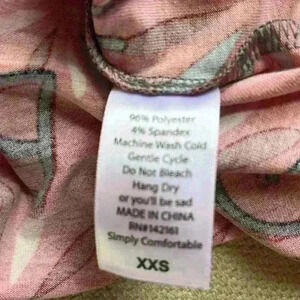 96% Polyester
4% Spandex
Machine Wash Cold
Gentle Cycle
Do Not Bleach
Hang Dry
or you'll be sad
MADE IN CHINA
RN#142161
Simply Comfortable
XXS